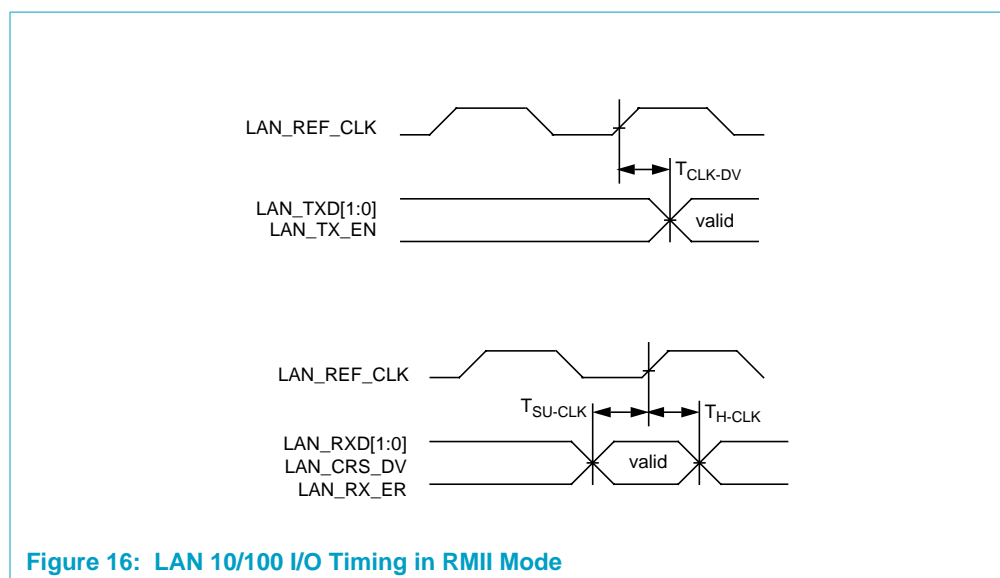 LAN_REF_CLK
TCLK-DV
LAN_TXD[1:0]
LAN_TX_EN
valid
LAN_REF_CLK
TSU-CLK
TH-CLK
LAN_RXD[1:0]
LAN_CRS_DV
LAN_RX_ER
valid
Figure 16: LAN 10/100 I/O Timing in RMII Mode